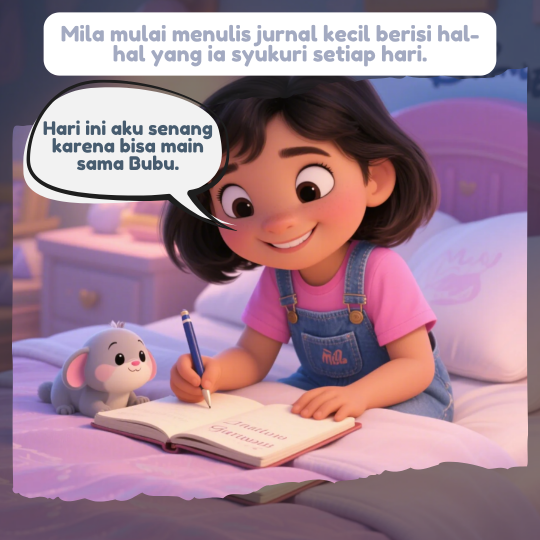 Mila mulai menulis jurnal kecil berisi hal-
hal yang ia syukuri setiap hari.
Hari ini aku senang
karena bisa main
sama Bubu.